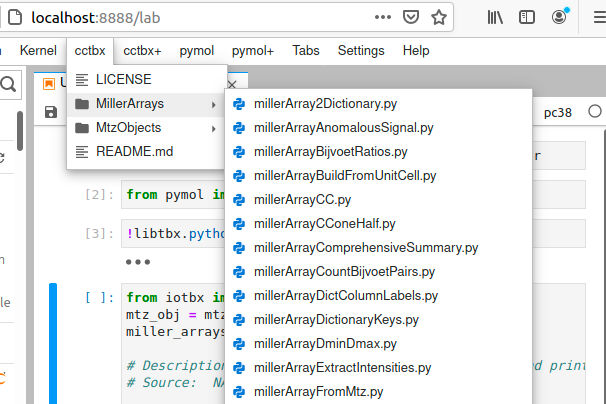 localhost:8888/lab
Kernel cctbx cctbx+ pymol pymol+ Tabs Settings Help
LICENSE
MillerArrays
MtzObjects
README.md
millerArray2Dictionary.py
millerArrayAnomalousSignal.py
millerArrayBijvoetRatios.py
millerArrayBuildFromUnitCell.py
millerArrayCC.py
millerArrayCConeHalf.py
millerArrayComprehensiveSummary.py
millerArrayCountBijvoetPairs.py
millerArrayDictColumnLabels.py
millerArrayDictionaryKeys.py
millerArrayDminDmax.py
millerArrayExtractIntensities.py
millerArrayFromMtz.py
pc38
[2]: from pymol im
[3]: !libtbx.pytho
[ ]: from iotbx im
mtz_obj = mtz
miller_arrays
# Description d print
# Source: NA